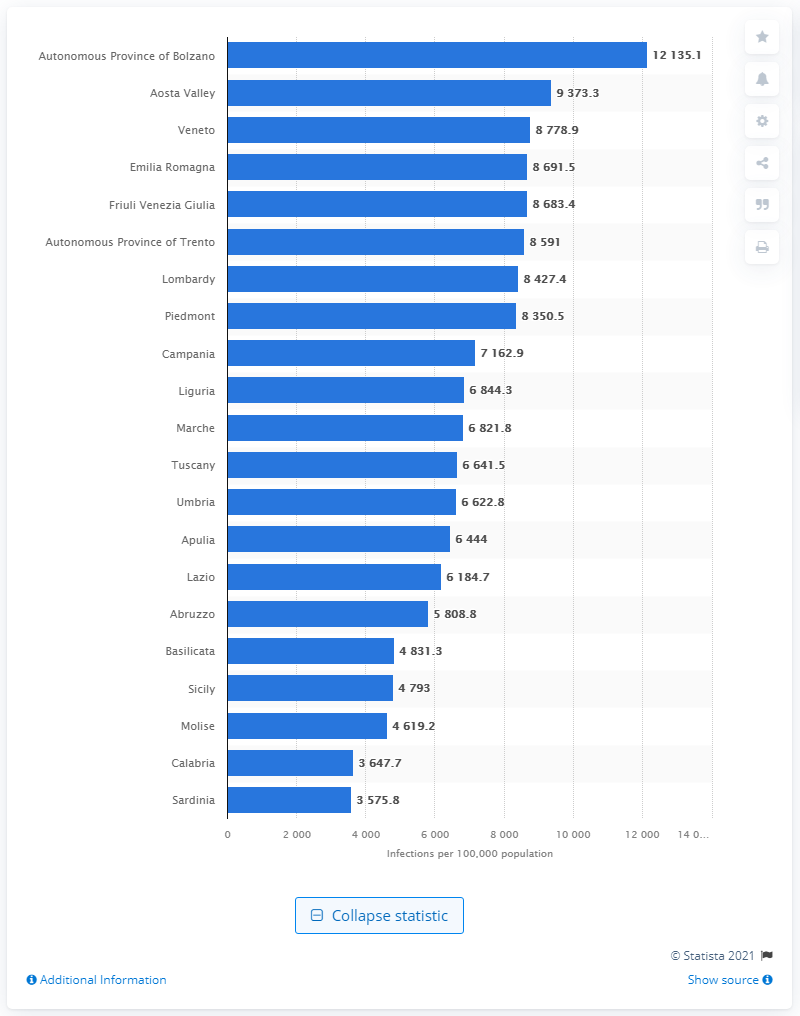 Autonomous Province of Bolzano 12 135.1
Aosta Valley 9 373.3
Veneto 8 778.9
Emilia Romagna 8 691.5
Friuli Venezia Giulia 8 683.4
Autonomous Province of Trento 8 591
Lombardy 8 427.4
Piedmont 8 350.5
Campania 7 162.9
Liguria 6 844.3
Marche 6 821.8
Tuscany 6 641.5
Umbria 6 622.8
Apulia 6 444
Lazio 6 184.7
Abruzzo 5 808.8
Basilicata 4 831.3
Sicily 4 793
Molise 4 619.2
Calabria 3 647.7
Sardinia 3 575.8
0 2 000 4 000 6 000 8 000 10 000 12 000 14 0...
Infections per 100,000 population
Collapse statistic
© Statista 2021
Additional Information Show source